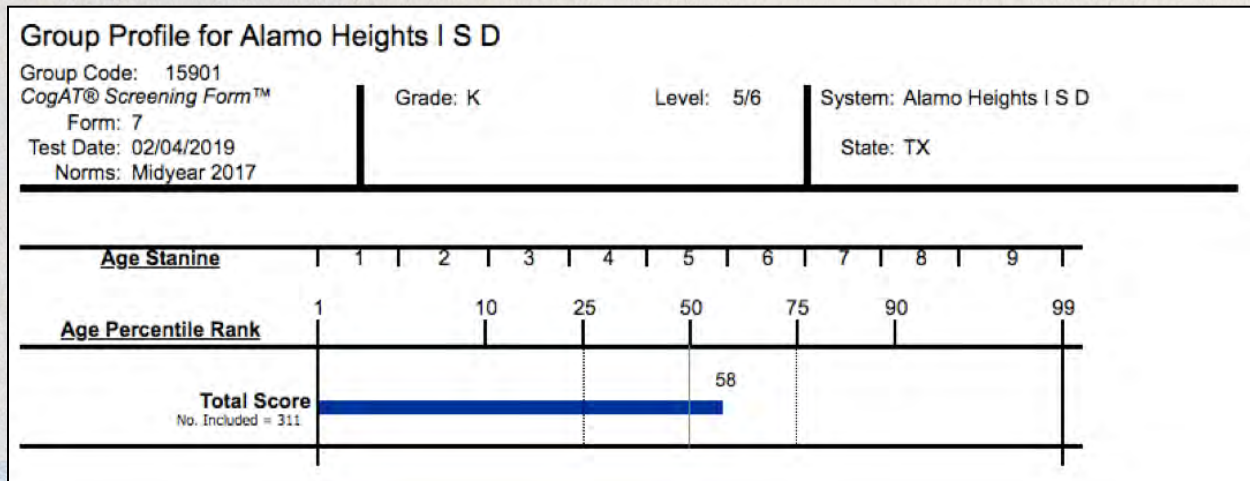 Group Profile for Alamo Heights I S D
Group Code: 15901
CogAT® Screening Form™ Grade: K Level: 5/6 System: Alamo Heights I S D
Form: 7
Test Date: 02/04/2019 State: TX
Norms: Midyear 2017
Age Stanine 1 2 3 4 5 6 7 8 9
1 10 25 50 75 90 99
Age Percentile Rank
58
Total Score
No. Included = 311